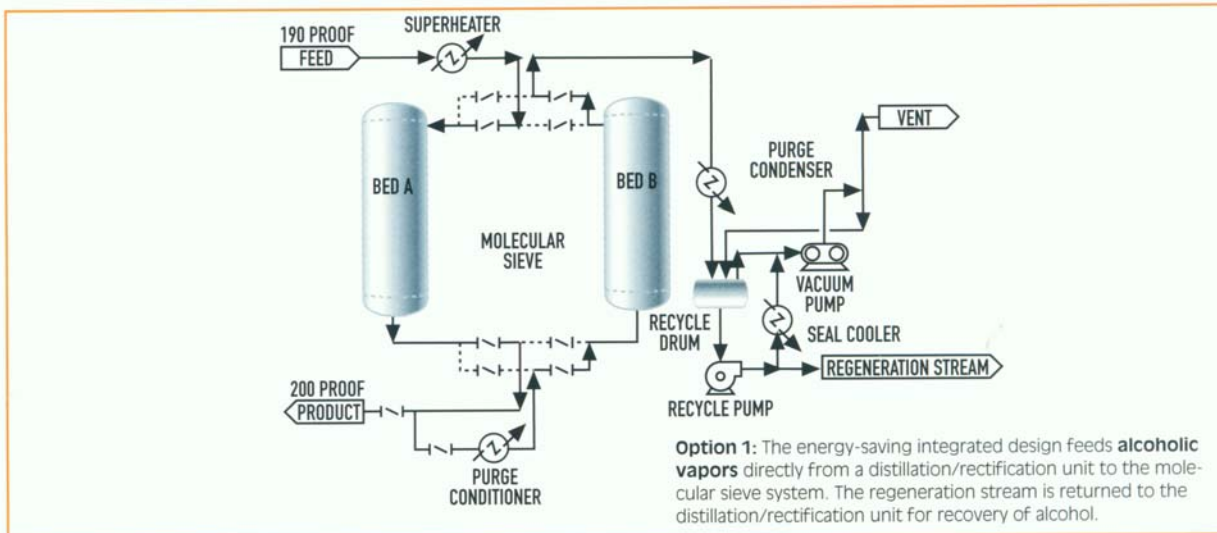 SUPERHEATER
190 PROOF
FEED
VENT
PURGE
CONDENSER
BED A
BED B
MOLECULAR
SIEVE
VACUUM
PUMP
RECYCLE
DRUM
SEAL COOLER
200 PROOF
PRODUCT
REGENERATION STREAM
RECYCLE PUMP
PURGE
CONDITIONER
Option 1: The energy-saving integrated design feeds alcoholic
vapors directly from a distillation/rectification unit to the mole-
cular sieve system. The regeneration stream is returned to the
distillation/rectification unit for recovery of alcohol.